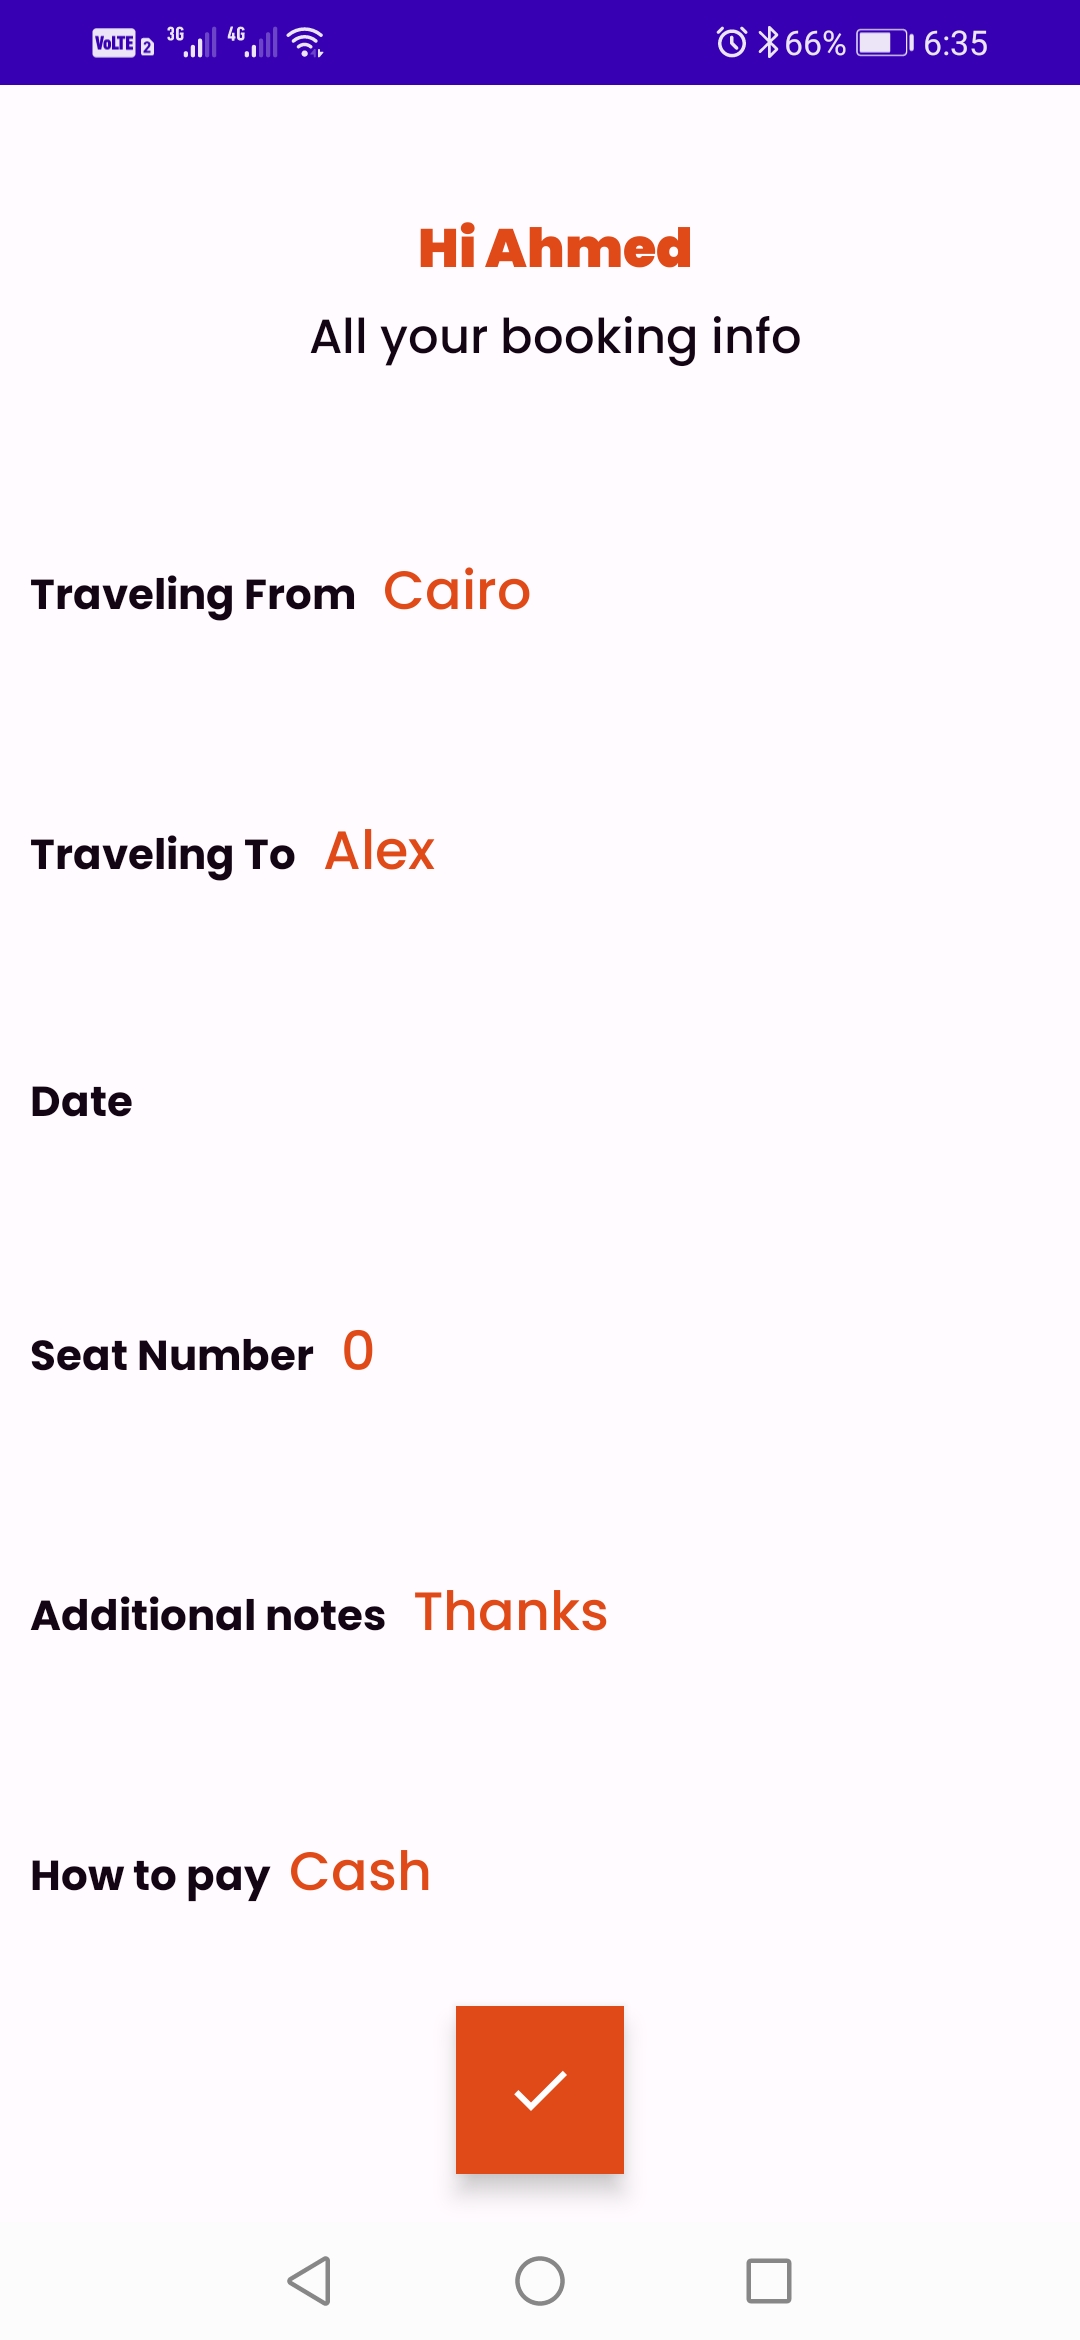 VoLTE 2 3G 4G 66% 6:35
Hi Ahmed
All your booking info
Traveling From Cairo
Traveling To Alex
Date
Seat Number 0
Additional notes Thanks
How to pay Cash